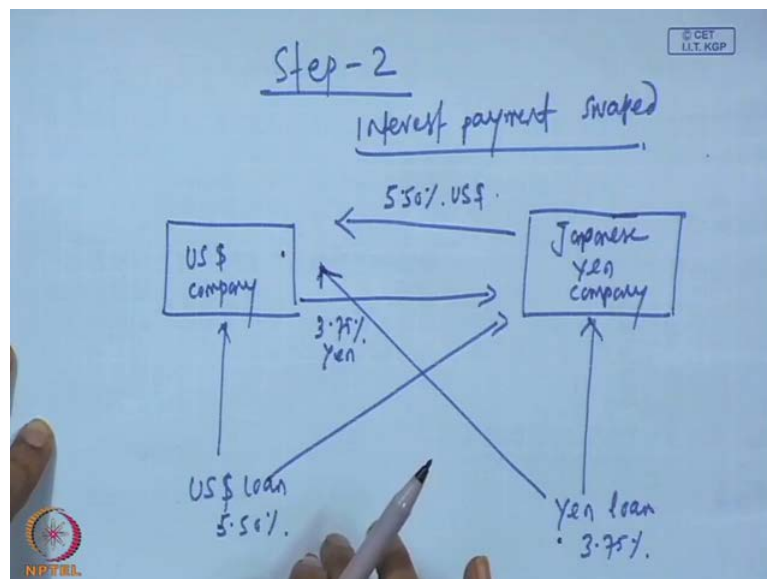 © CET
I.I.T. KGP
Step-2
Interest payment swaped
5.50%. US$.
US $
company
Japanese
yen
company
3.75%.
Yen
US $ loan
5.50%.
Yen loan
3.75%.
NPTEL